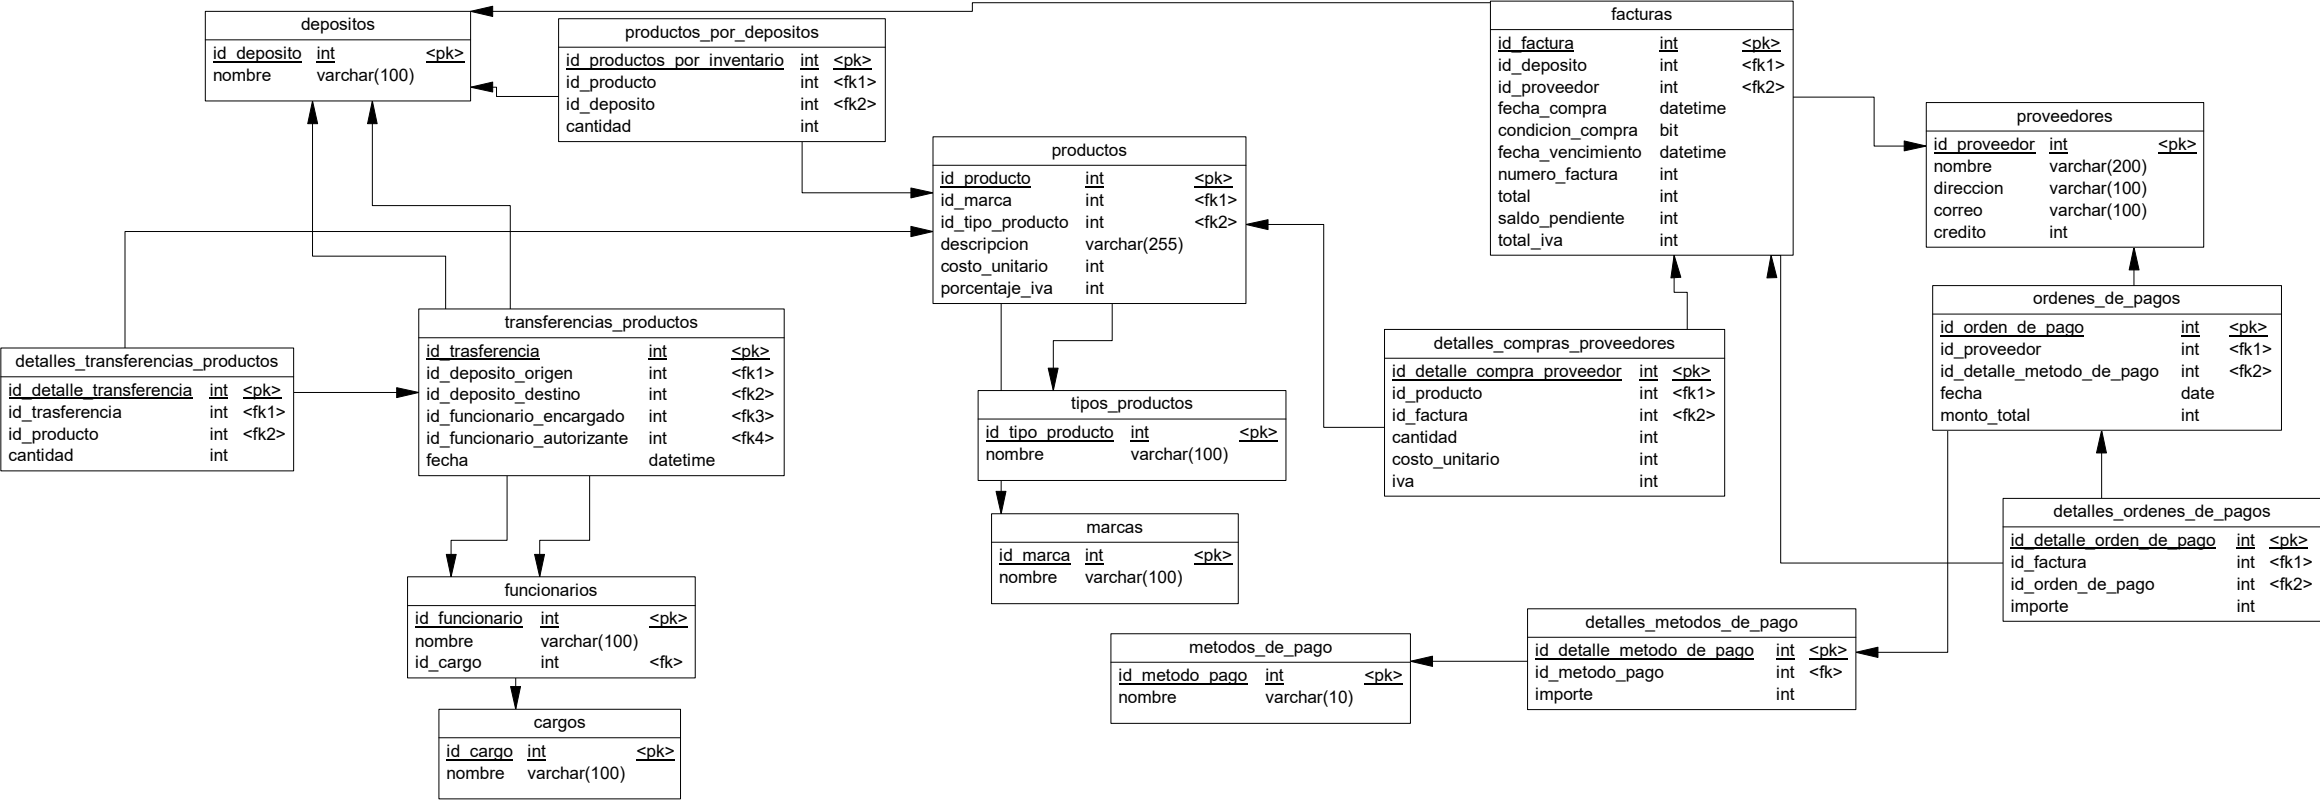 depositos
id_deposito int <pk>
nombre varchar(100)
productos_por_depositos
id_productos_por_inventario int <pk>
id_producto int <fk1>
id_deposito int <fk2>
cantidad int
facturas
id_factura int <pk>
id_deposito int <fk1>
id_proveedor int <fk2>
fecha_compra datetime
condicion_compra bit
fecha_vencimiento datetime
numero_factura int
total int
saldo_pendiente int
total_iva int
proveedores
id_proveedor int <pk>
nombre varchar(200)
direccion varchar(100)
correo varchar(100)
credito int
productos
id_producto int <pk>
id_marca int <fk1>
id_tipo_producto int <fk2>
descripcion varchar(255)
costo_unitario int
porcentaje_iva int
ordenes_de_pagos
id_orden_de_pago int <pk>
id_proveedor int <fk1>
id_detalle_metodo_de_pago int <fk2>
fecha date
monto_total int
transferencias_productos
id_trasferencia int <pk>
id_deposito_origen int <fk1>
id_deposito_destino int <fk2>
id_funcionario_encargado int <fk3>
id_funcionario_autorizante int <fk4>
fecha datetime
detalles_transferencias_productos
id_detalle_transferencia int <pk>
id_trasferencia int <fk1>
id_producto int <fk2>
cantidad int
detalles_compras_proveedores
id_detalle_compra_proveedor int <pk>
id_producto int <fk1>
id_factura int <fk2>
cantidad int
costo_unitario int
iva int
tipos_productos
id_tipo_producto int <pk>
nombre varchar(100)
marcas
id_marca int <pk>
nombre varchar(100)
detalles_ordenes_de_pagos
id_detalle_orden_de_pago int <pk>
id_factura int <fk1>
id_orden_de_pago int <fk2>
importe int
funcionarios
id_funcionario int <pk>
nombre varchar(100)
id_cargo int <fk>
metodos_de_pago
id_metodo_pago int <pk>
nombre varchar(10)
detalles_metodos_de_pago
id_detalle_metodo_de_pago int <pk>
id_metodo_pago int <fk>
importe int
cargos
id_cargo int <pk>
nombre varchar(100)